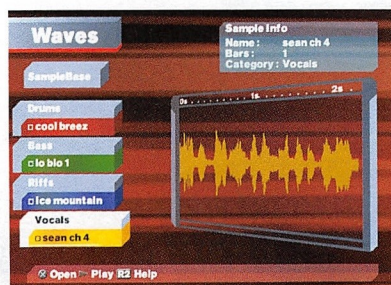 Waves
SampleBase
Drums
cool breez
Bass
lo blo 1
Riffs
ice mountain
Vocals
sean ch 4
Sample Info
Name: sean ch 4
Bars: 1
Category: Vocals
0s 1s 2s
Open Play R2 Help